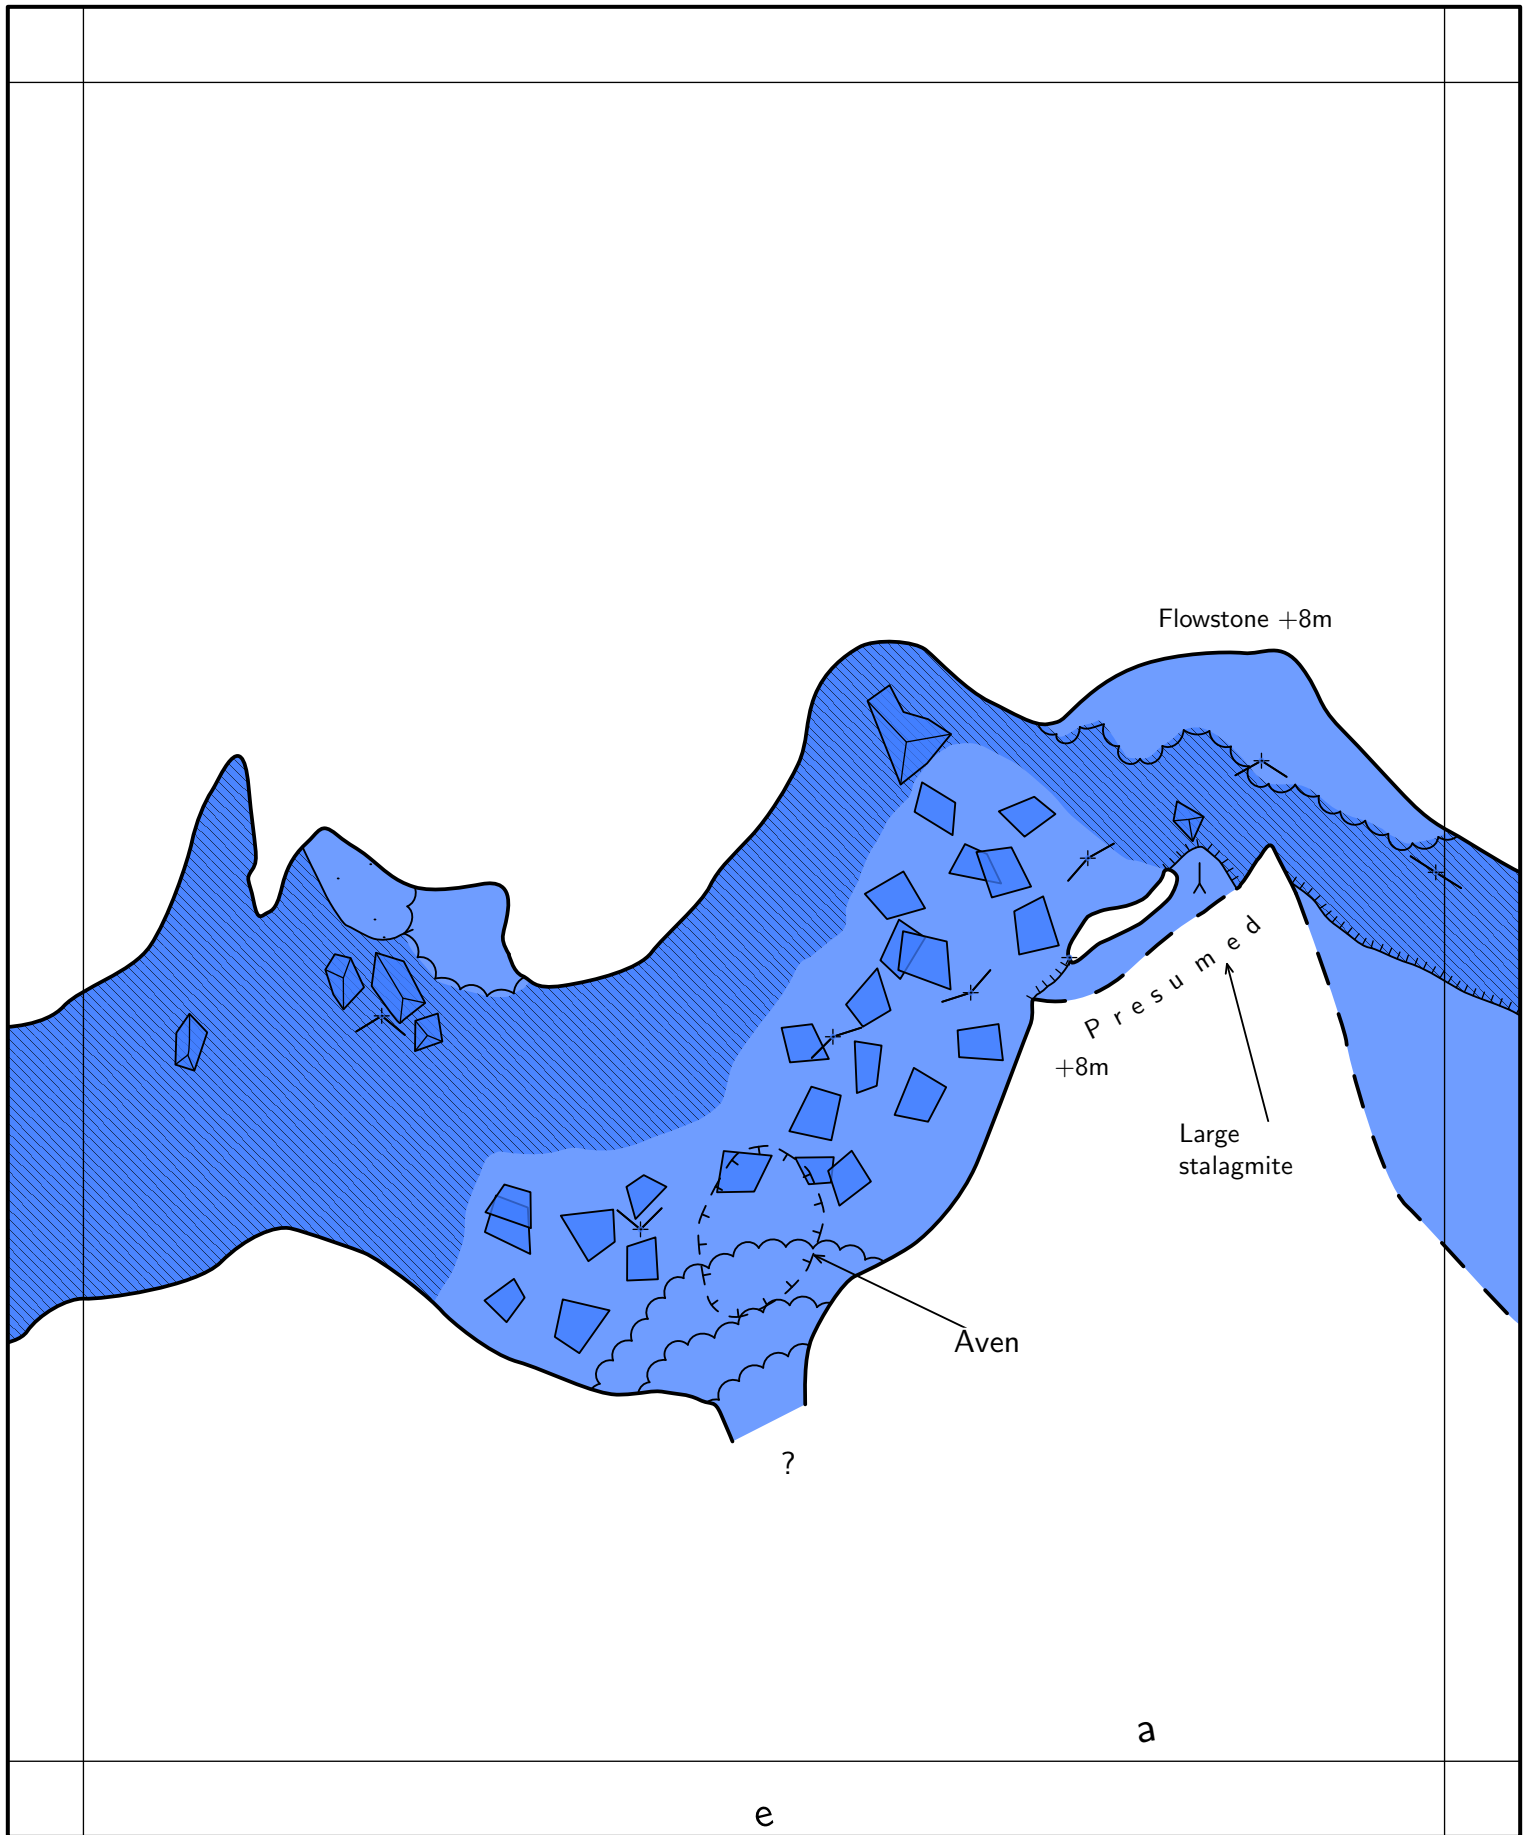 Flowstone +8m
Presumed
+8m
Large
stalagmite
Aven
?
a
e